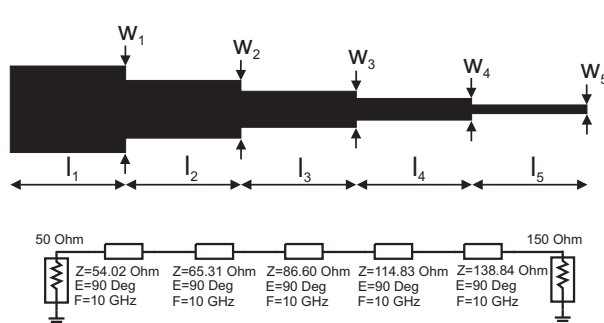 W1
W2
W3
W4
W5
l1
l2
l3
l4
l5
50 Ohm
150 Ohm
Z=54.02 Ohm
E=90 Deg
F=10 GHz
Z=65.31 Ohm
E=90 Deg
F=10 GHz
Z=86.60 Ohm
E=90 Deg
F=10 GHz
Z=114.83 Ohm
E=90 Deg
F=10 GHz
Z=138.84 Ohm
E=90 Deg
F=10 GHz